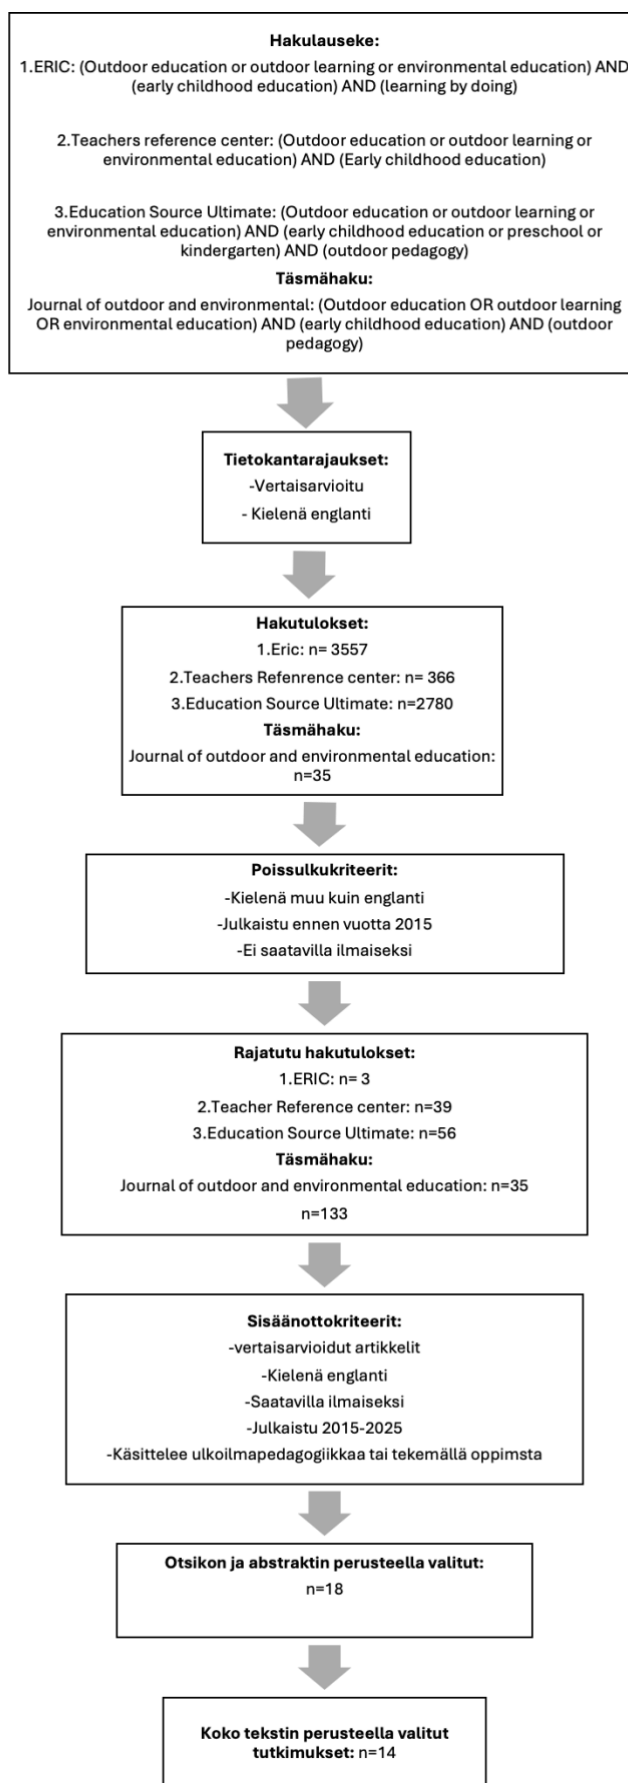 Hakulauseke:
1.ERIC: (Outdoor education or outdoor learning or environmental education) AND
(early childhood education) AND (learning by doing)
2.Teachers reference center: (Outdoor education or outdoor learning or
environmental education) AND (Early childhood education)
3.Education Source Ultimate: (Outdoor education or outdoor learning or
environmental education) AND (early childhood education or preschool or
kindergarten) AND (outdoor pedagogy)
Täsmähaku:
Journal of outdoor and environmental: (Outdoor education OR outdoor learning
OR environmental education) AND (early childhood education) AND (outdoor
pedagogy)
Tietokantarajaukset:
-Vertaisarvioitu
- Kielenä englanti
Hakutulokset:
1.Eric: n= 3557
2.Teachers Refenrence center: n= 366
3.Education Source Ultimate: n=2780
Täsmähaku:
Journal of outdoor and environmental education:
n=35
Poissulkukriteerit:
-Kielenä muu kuin englanti
-Julkaistu ennen vuotta 2015
-Ei saatavilla ilmaiseksi
Rajatutu hakutulokset:
1.ERIC: n= 3
2.Teacher Reference center: n=39
3.Education Source Ultimate: n=56
Täsmähaku:
Journal of outdoor and environmental education: n=35
n=133
Sisäänottokriteerit:
-vertaisarvioidut artikkelit
-Kielenä englanti
-Saatavilla ilmaiseksi
-Julkaistu 2015-2025
-Käsittelee ulkoilmapedagogiikkaa tai tekemällä oppimsta
Otsikon ja abstraktin perusteella valitut:
n=18
Koko tekstin perusteella valitut
tutkimukset: n=14